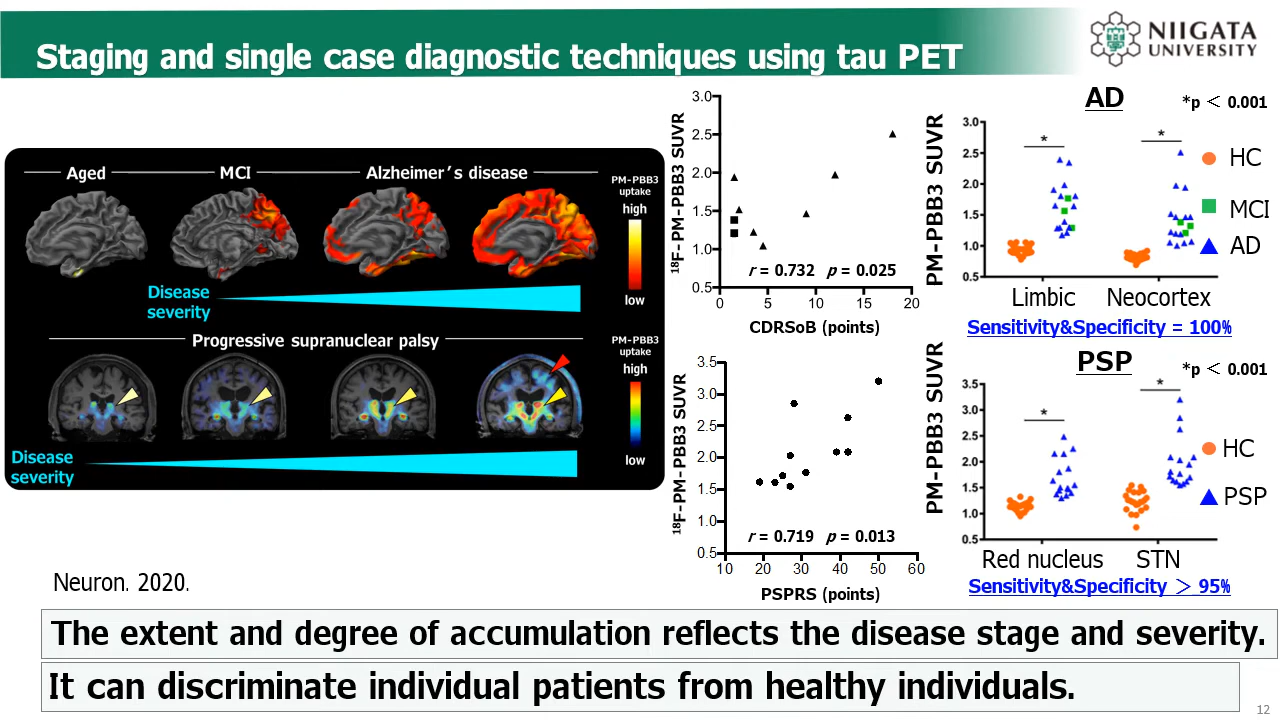 Staging and single case diagnostic techniques using tau PET
NIIGATA
UNIVERSITY
Aged
MCI
Alzheimer's disease
PM-PBB3
uptake
high
low
Disease
severity
Progressive supranuclear palsy
PM-PBB3
uptake
high
low
Disease
severity
Neuron. 2020.
¹⁸F-PM-PBB3 SUVR
3.0
2.5
2.0
1.5
1.0
0.5
r = 0.732 p = 0.025
0 5 10 15 20
CDRSoB (points)
¹⁸F-PM-PBB3 SUVR
3.5
3.0
2.5
2.0
1.5
1.0
0.5
r = 0.719 p = 0.013
10 20 30 40 50 60
PSPRS (points)
AD
*p < 0.001
PM-PBB3 SUVR
3.0
2.5
2.0
1.5
1.0
0.5
* *
HC
MCI
AD
Limbic Neocortex
Sensitivity&Specificity = 100%
PSP
*p < 0.001
PM-PBB3 SUVR
3.5
3.0
2.5
2.0
1.5
1.0
0.5
* *
HC
PSP
Red nucleus STN
Sensitivity&Specificity > 95%
The extent and degree of accumulation reflects the disease stage and severity.
It can discriminate individual patients from healthy individuals.
12